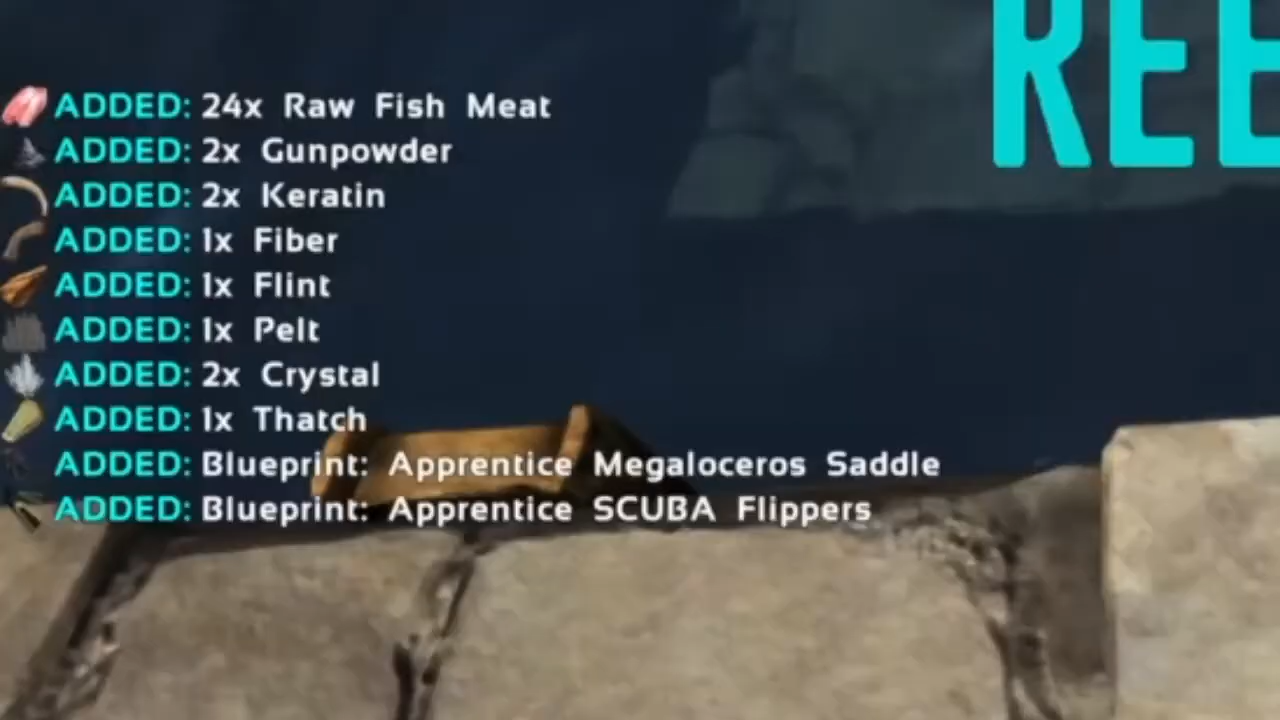 REE
ADDED: 24x Raw Fish Meat
ADDED: 2x Gunpowder
ADDED: 2x Keratin
ADDED: 1x Fiber
ADDED: 1x Flint
ADDED: 1x Pelt
ADDED: 2x Crystal
ADDED: 1x Thatch
ADDED: Blueprint: Apprentice Megaloceros Saddle
ADDED: Blueprint: Apprentice SCUBA Flippers